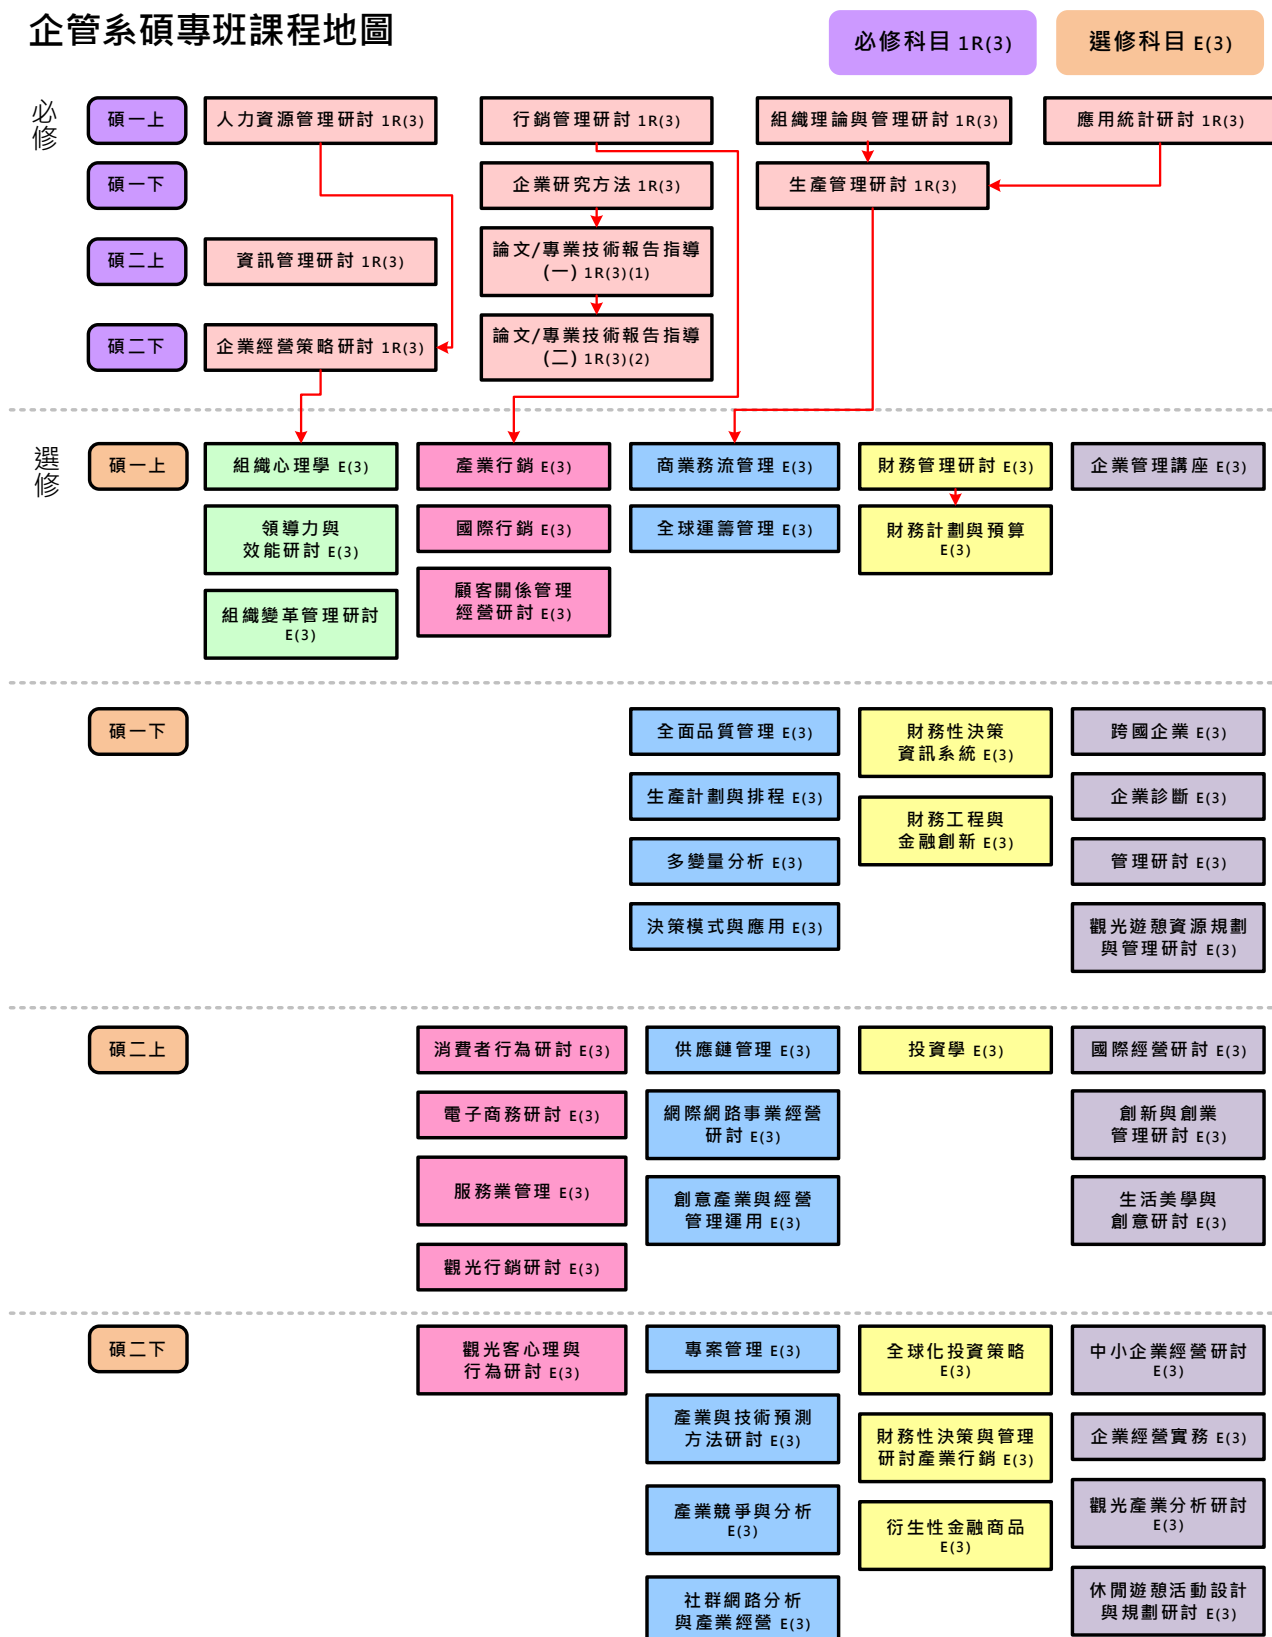 企管系碩專班課程地圖
必修科目 1R(3)
選修科目 E(3)
必修
碩一上
人力資源管理研討 1R(3)
行銷管理研討 1R(3)
組織理論與管理研討 1R(3)
應用統計研討 1R(3)
碩一下
企業研究方法 1R(3)
生產管理研討 1R(3)
碩二上
資訊管理研討 1R(3)
論文/專業技術報告指導
(一) 1R(3)(1)
碩二下
企業經營策略研討 1R(3)
論文/專業技術報告指導
(二) 1R(3)(2)
選修
碩一上
組織心理學 E(3)
產業行銷 E(3)
商業務流管理 E(3)
財務管理研討 E(3)
企業管理講座 E(3)
領導力與
效能研討 E(3)
國際行銷 E(3)
全球運籌管理 E(3)
財務計劃與預算
E(3)
組織變革管理研討
E(3)
顧客關係管理
經營研討 E(3)
碩一下
全面品質管理 E(3)
財務性決策
資訊系統 E(3)
跨國企業 E(3)
生產計劃與排程 E(3)
財務工程與
金融創新 E(3)
企業診斷 E(3)
多變量分析 E(3)
管理研討 E(3)
決策模式與應用 E(3)
觀光遊憩資源規劃
與管理研討 E(3)
碩二上
消費者行為研討 E(3)
供應鏈管理 E(3)
投資學 E(3)
國際經營研討 E(3)
電子商務研討 E(3)
網際網路事業經營
研討 E(3)
創新與創業
管理研討 E(3)
服務業管理 E(3)
創意產業與經營
管理運用 E(3)
生活美學與
創意研討 E(3)
觀光行銷研討 E(3)
碩二下
觀光客心理與
行為研討 E(3)
專案管理 E(3)
全球化投資策略
E(3)
中小企業經營研討
E(3)
產業與技術預測
方法研討 E(3)
財務性決策與管理
研討產業行銷 E(3)
企業經營實務 E(3)
產業競爭與分析
E(3)
衍生性金融商品
E(3)
觀光產業分析研討
E(3)
社群網路分析
與產業經營 E(3)
休閒遊憩活動設計
與規劃研討 E(3)